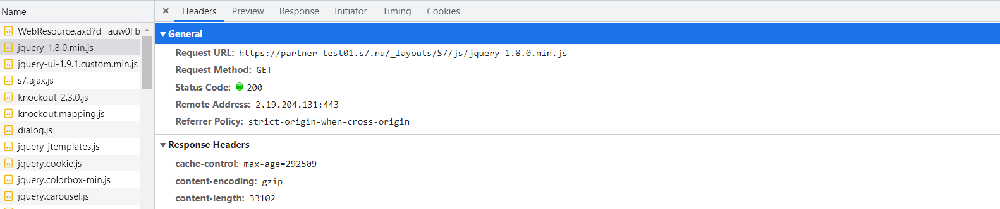 Name
× Headers Preview Response Initiator Timing Cookies
WebResource.axd?d=auw0Fb
jquery-1.8.0.min.js
jquery-ui-1.9.1.custom.min.js
s7.ajax.js
knockout-2.3.0.js
knockout.mapping.js
dialog.js
jquery-jtemplates.js
jquery.cookie.js
jquery.colorbox-min.js
jquery.carousel.js
General
Request URL: https://partner-test01.s7.ru/_layouts/S7/js/jquery-1.8.0.min.js
Request Method: GET
Status Code: 200
Remote Address: 2.19.204.131:443
Referrer Policy: strict-origin-when-cross-origin
Response Headers
cache-control: max-age=292509
content-encoding: gzip
content-length: 33102